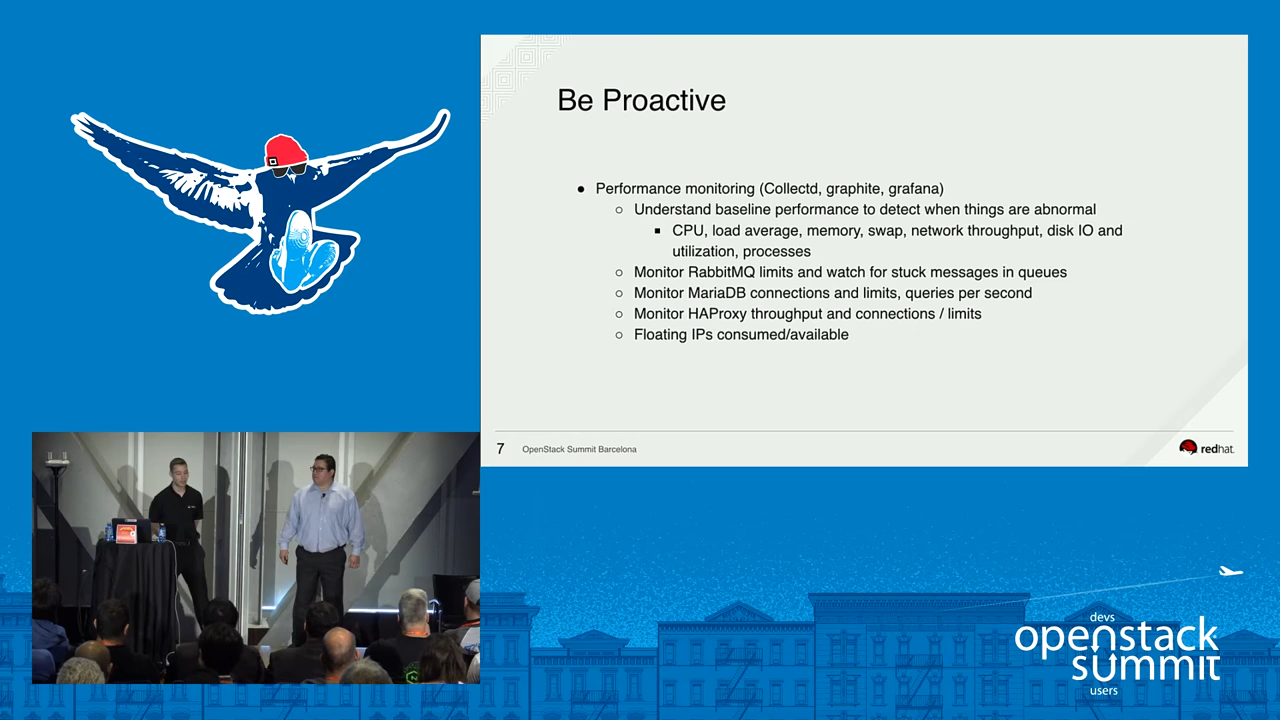 Be Proactive
● Performance monitoring (Collectd, graphite, grafana)
○ Understand baseline performance to detect when things are abnormal
■ CPU, load average, memory, swap, network throughput, disk IO and
utilization, processes
○ Monitor RabbitMQ limits and watch for stuck messages in queues
○ Monitor MariaDB connections and limits, queries per second
○ Monitor HAProxy throughput and connections / limits
○ Floating IPs consumed/available
7 OpenStack Summit Barcelona
redhat.
devs
openstack
summit
users